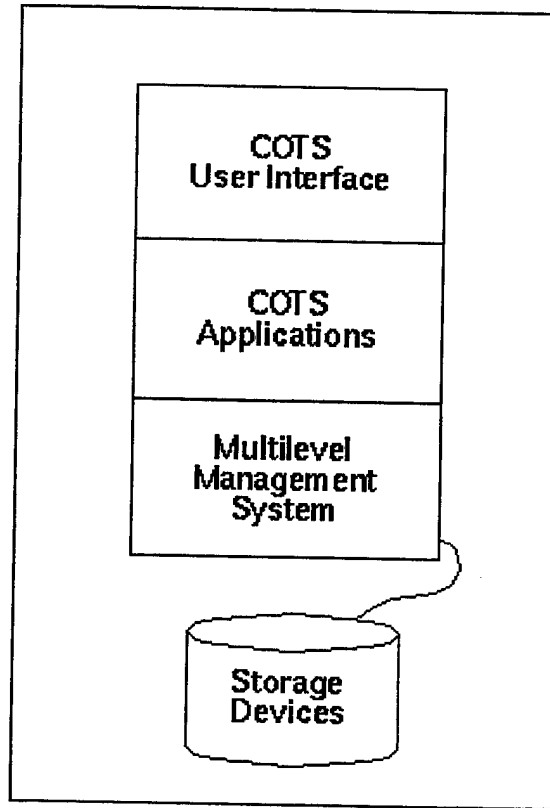 COTS
User Interface
COTS
Applications
Multilevel
Management
System
Storage
Devices